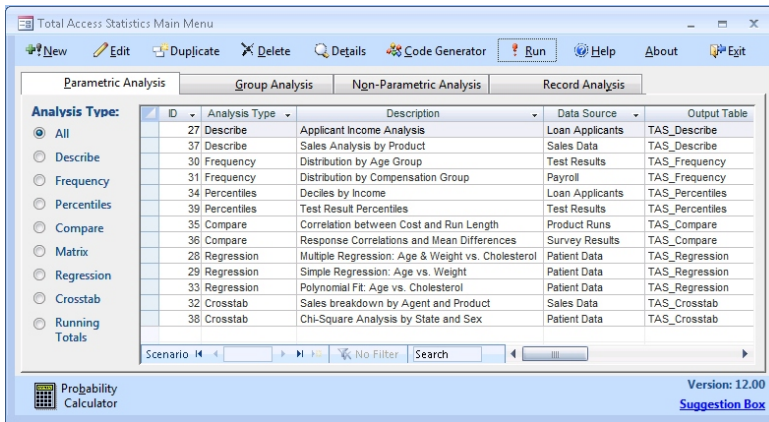 Total Access Statistics Main Menu
New Edit Duplicate Delete Details Code Generator Run Help About Exit
Parametric Analysis Group Analysis Non-Parametric Analysis Record Analysis
Analysis Type:
All
Describe
Frequency
Percentiles
Compare
Matrix
Regression
Crosstab
Running
Totals
ID Analysis Type Description Data Source Output Table
27 Describe Applicant Income Analysis Loan Applicants TAS_Describe
37 Describe Sales Analysis by Product Sales Data TAS_Describe
30 Frequency Distribution by Age Group Test Results TAS_Frequency
31 Frequency Distribution by Compensation Group Payroll TAS_Frequency
34 Percentiles Deciles by Income Loan Applicants TAS_Percentiles
39 Percentiles Test Result Percentiles Test Results TAS_Percentiles
35 Compare Correlation between Cost and Run Length Product Runs TAS_Compare
36 Compare Response Correlations and Mean Differences Survey Results TAS_Compare
28 Regression Multiple Regression: Age & Weight vs. Cholesterol Patient Data TAS_Regression
29 Regression Simple Regression: Age vs. Weight Patient Data TAS_Regression
33 Regression Polynomial Fit: Age vs. Cholesterol Patient Data TAS_Regression
32 Crosstab Sales breakdown by Agent and Product Sales Data TAS_Crosstab
38 Crosstab Chi-Square Analysis by State and Sex Patient Data TAS_Crosstab
Scenario No Filter Search
Probability
Calculator
Version: 12.00
Suggestion Box